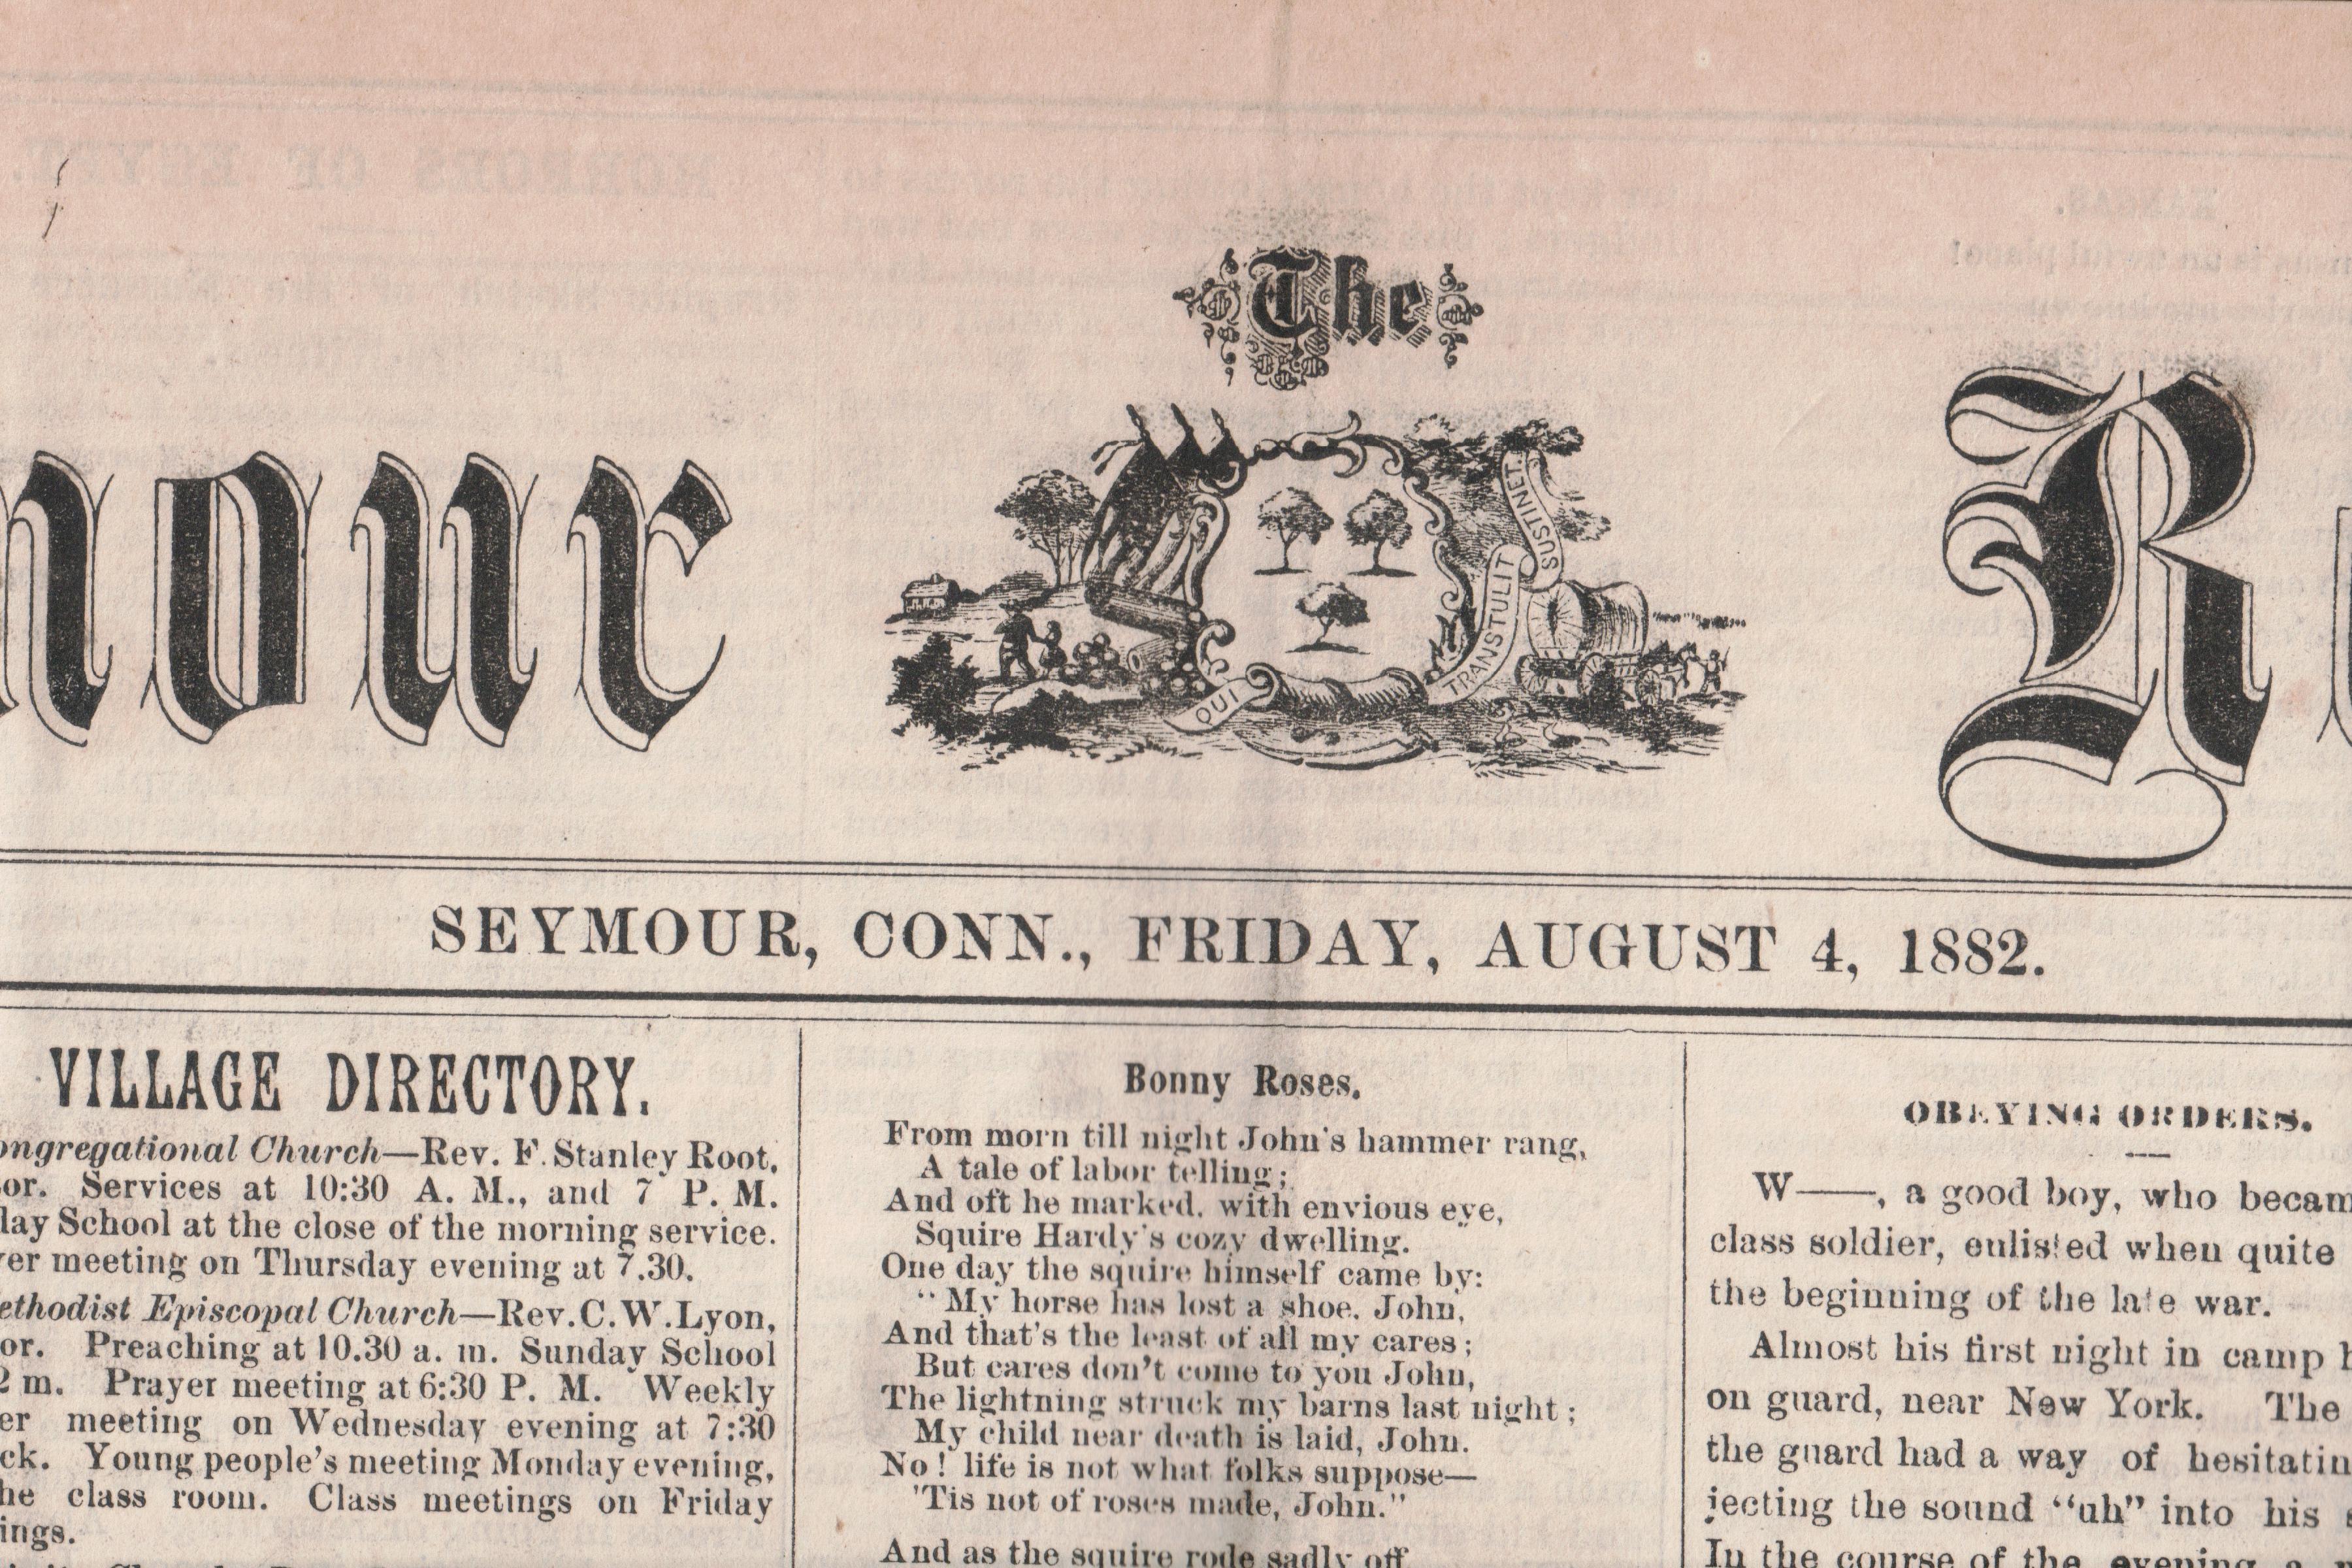 The
mour R
QUI TRANSTULIT SUSTINET
SEYMOUR, CONN., FRIDAY, AUGUST 4, 1882.
VILLAGE DIRECTORY.
ongregational Church—Rev. F. Stanley Root,
or. Services at 10:30 A. M., and 7 P. M.
day School at the close of the morning service.
er meeting on Thursday evening at 7.30.
ethodist Episcopal Church—Rev. C. W. Lyon,
or. Preaching at 10.30 a. m. Sunday School
2 m. Prayer meeting at 6:30 P. M. Weekly
er meeting on Wednesday evening at 7:30
ck. Young people's meeting Monday evening,
he class room. Class meetings on Friday
ings.
Bonny Roses.
From morn till night John's hammer rang,
A tale of labor telling;
And oft he marked, with envious eye,
Squire Hardy's cozy dwelling.
One day the squire himself came by:
"My horse has lost a shoe, John,
And that's the least of all my cares;
But cares don't come to you John,
The lightning struck my barns last night;
My child near death is laid, John.
No! life is not what folks suppose—
'Tis not of roses made, John."
And as the squire rode sadly off
OBEYING ORDERS.
W——, a good boy, who becam
class soldier, enlisted when quite
the beginning of the late war.
Almost his first night in camp h
on guard, near New York. The
the guard had a way of hesitatin
jecting the sound "uh" into his s
In the course of the evening a